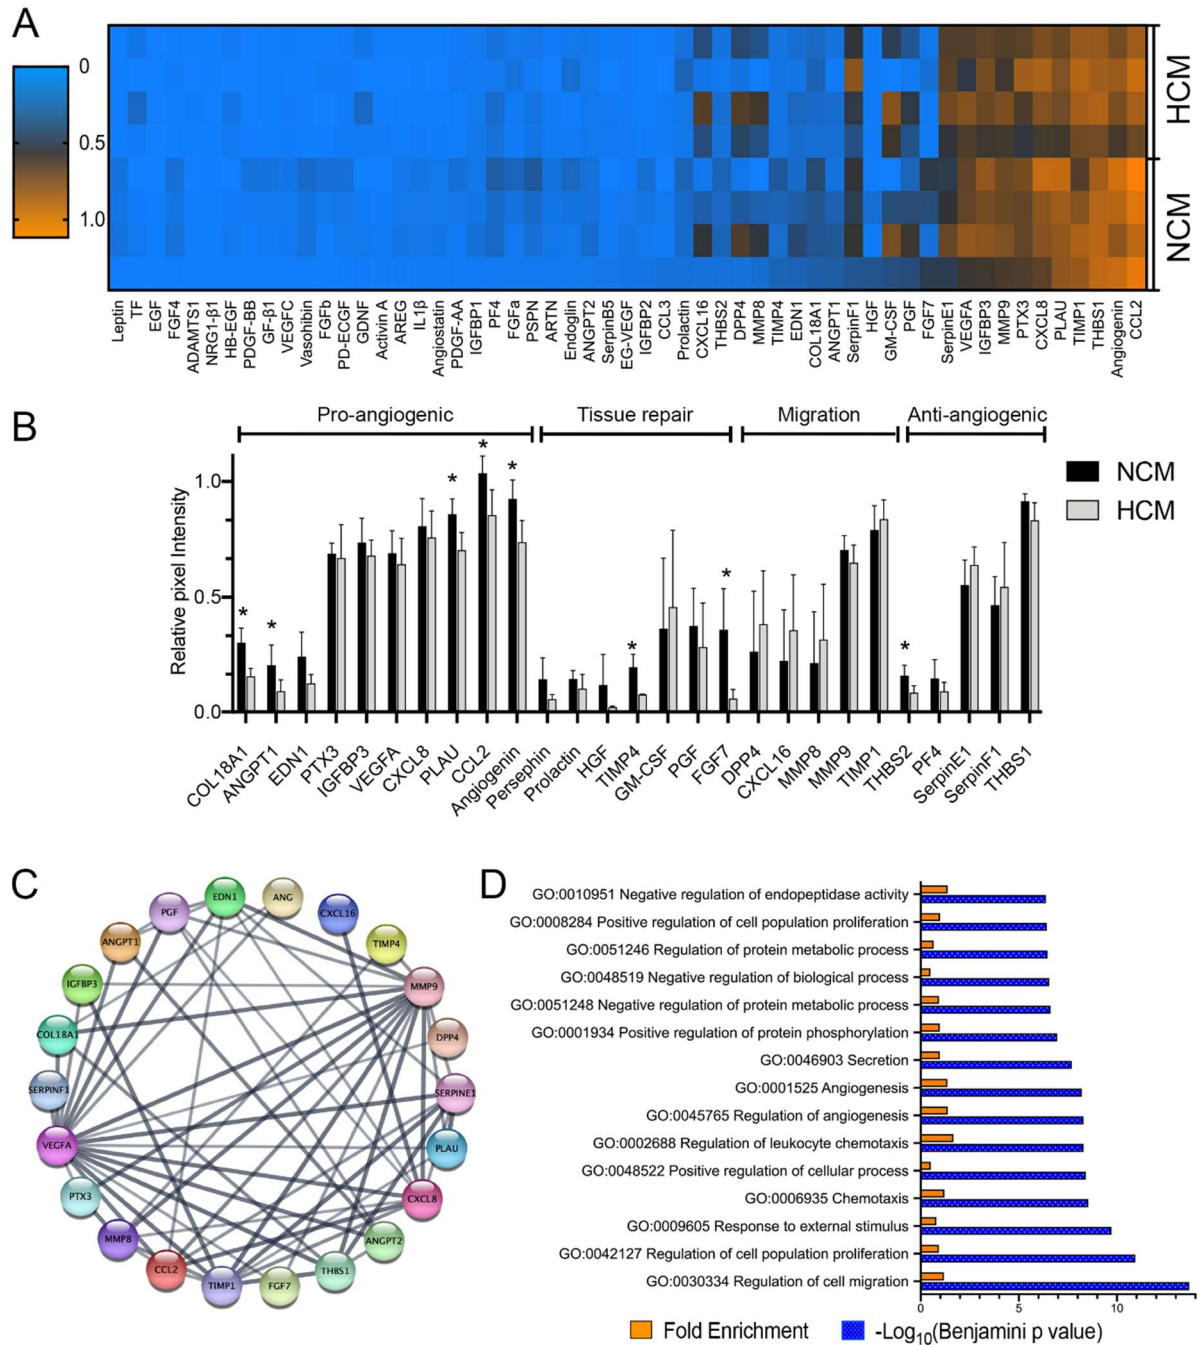 A
0
0.5
1.0
HCM
NCM
Leptin
TF
EGF
FGF4
ADAMTS1
NRG1-β1
HB-EGF
PDGF-BB
GF-β1
VEGFC
Vasohibin
FGFb
PD-ECGF
GDNF
Activin A
AREG
IL1β
Angiostatin
PDGF-AA
IGFBP1
PF4
FGFa
PSPN
ARTN
Endoglin
ANGPT2
SerpinB5
EG-VEGF
IGFBP2
CCL3
Prolactin
CXCL16
THBS2
DPP4
MMP8
TIMP4
EDN1
COL18A1
ANGPT1
SerpinF1
HGF
GM-CSF
PGF
FGF7
SerpinE1
VEGFA
IGFBP3
MMP9
PTX3
CXCL8
PLAU
TIMP1
THBS1
Angiogenin
CCL2
B
Pro-angiogenic
Tissue repair
Migration
Anti-angiogenic
NCM
HCM
Relative pixel Intensity
1.0
0.5
0.0
*
*
*
*
*
*
*
*
COL18A1
ANGPT1
EDN1
PTX3
IGFBP3
VEGFA
CXCL8
PLAU
CCL2
Angiogenin
Persephin
Prolactin
HGF
TIMP4
GM-CSF
PGF
FGF7
DPP4
CXCL16
MMP8
MMP9
TIMP1
THBS2
PF4
SerpinE1
SerpinF1
THBS1
C
EDN1
ANG
CXCL16
TIMP4
MMP9
DPP4
SERPINE1
PLAU
CXCL8
ANGPT2
THBS1
FGF7
TIMP1
CCL2
MMP8
PTX3
VEGFA
SERPINF1
COL18A1
IGFBP3
ANGPT1
PGF
D
GO:0010951 Negative regulation of endopeptidase activity
GO:0008284 Positive regulation of cell population proliferation
GO:0051246 Regulation of protein metabolic process
GO:0048519 Negative regulation of biological process
GO:0051248 Negative regulation of protein metabolic process
GO:0001934 Positive regulation of protein phosphorylation
GO:0046903 Secretion
GO:0001525 Angiogenesis
GO:0045765 Regulation of angiogenesis
GO:0002688 Regulation of leukocyte chemotaxis
GO:0048522 Positive regulation of cellular process
GO:0006935 Chemotaxis
GO:0009605 Response to external stimulus
GO:0042127 Regulation of cell population proliferation
GO:0030334 Regulation of cell migration
0 5 10
Fold Enrichment
-Log10(Benjamini p value)